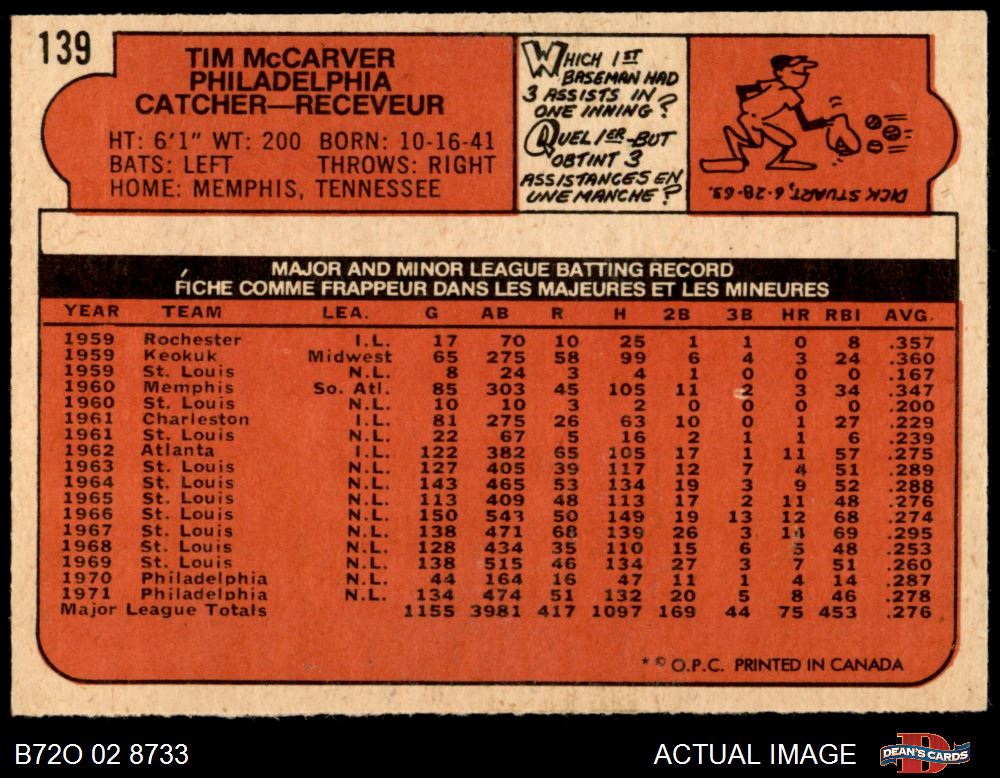 139
TIM McCARVER
PHILADELPHIA
CATCHER—RECEVEUR
HT: 6'1" WT: 200 BORN: 10-16-41
BATS: LEFT THROWS: RIGHT
HOME: MEMPHIS, TENNESSEE
WHICH 1ST
BASEMAN HAD
3 ASSISTS IN
ONE INNING?
QUEL 1ER-BUT
OBTINT 3
ASSISTANCES EN
UNE MANCHE?
DICK STUART, 6-28-63.
MAJOR AND MINOR LEAGUE BATTING RECORD
FICHE COMME FRAPPEUR DANS LES MAJEURES ET LES MINEURES
YEAR TEAM LEA. G AB R H 2B 3B HR RBI AVG.
1959 Rochester I.L. 17 70 10 25 1 1 0 8 .357
1959 Keokuk Midwest 65 275 58 99 6 4 3 24 .360
1959 St. Louis N.L. 8 24 3 4 1 0 0 0 .167
1960 Memphis So. Atl. 85 303 45 105 11 2 3 34 .347
1960 St. Louis N.L. 10 10 3 2 0 0 0 0 .200
1961 Charleston I.L. 81 275 26 63 10 0 1 27 .229
1961 St. Louis N.L. 22 67 5 16 2 1 1 6 .239
1962 Atlanta I.L. 122 382 65 105 17 1 11 57 .275
1963 St. Louis N.L. 127 405 39 117 12 7 4 51 .289
1964 St. Louis N.L. 143 465 53 134 19 3 9 52 .288
1965 St. Louis N.L. 113 409 48 113 17 2 11 48 .276
1966 St. Louis N.L. 150 543 50 149 19 13 12 68 .274
1967 St. Louis N.L. 138 471 68 139 26 3 14 69 .295
1968 St. Louis N.L. 128 434 35 110 15 6 5 48 .253
1969 St. Louis N.L. 138 515 46 134 27 3 7 51 .260
1970 Philadelphia N.L. 44 164 16 47 11 1 4 14 .287
1971 Philadelphia N.L. 134 474 51 132 20 5 8 46 .278
Major League Totals 1155 3981 417 1097 169 44 75 453 .276
* © O.P.C. PRINTED IN CANADA
B72O 02 8733
ACTUAL IMAGE
D
DEAN'S CARDS